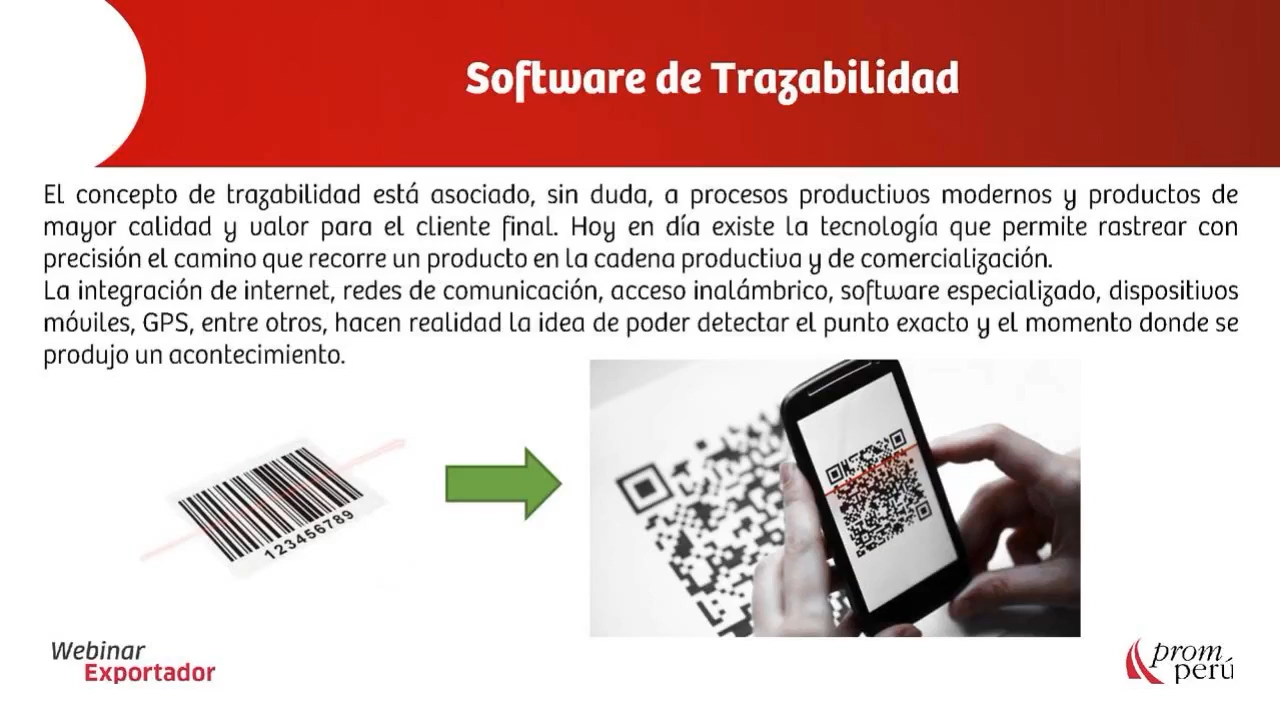 Software de Trazabilidad
El concepto de trazabilidad está asociado, sin duda, a procesos productivos modernos y productos de
mayor calidad y valor para el cliente final. Hoy en día existe la tecnología que permite rastrear con
precisión el camino que recorre un producto en la cadena productiva y de comercialización.
La integración de internet, redes de comunicación, acceso inalámbrico, software especializado, dispositivos
móviles, GPS, entre otros, hacen realidad la idea de poder detectar el punto exacto y el momento donde se
produjo un acontecimiento.
123456789
Webinar
Exportador
prom
perú